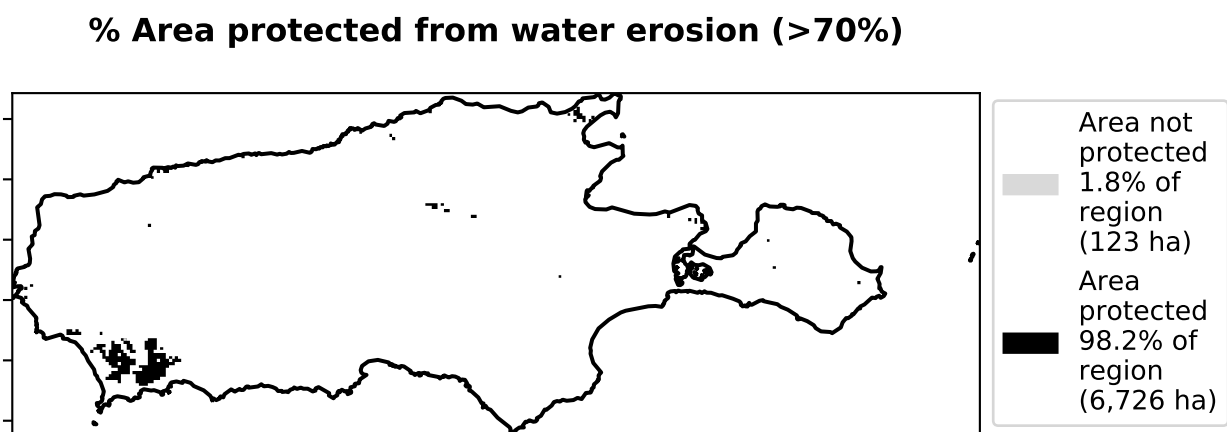 % Area protected from water erosion (>70%)
Area not
protected
1.8% of
region
(123 ha)
Area
protected
98.2% of
region
(6,726 ha)